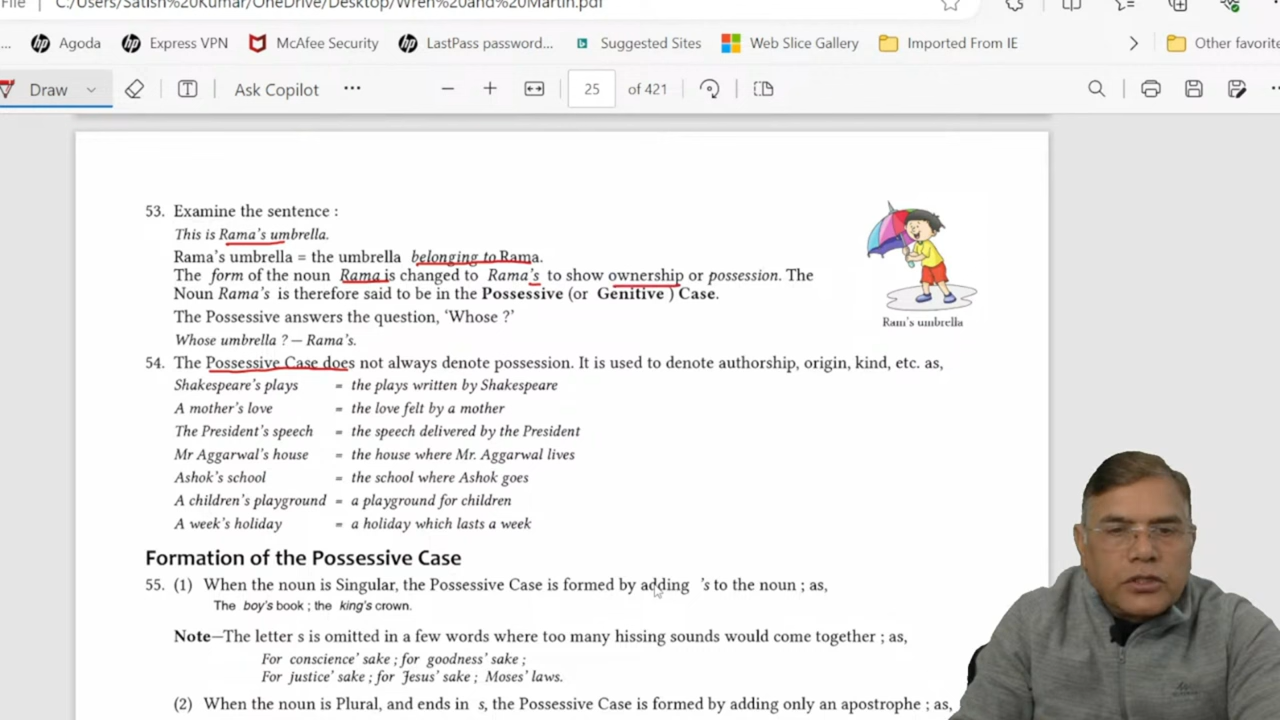 File C:/Users/Satish%20Kumar/OneDrive/Desktop/Wren%20and%20Martin.pdf
... Agoda Express VPN McAfee Security LastPass password... Suggested Sites Web Slice Gallery Imported From IE Other favorite
Draw Ask Copilot ... 25 of 421
53. Examine the sentence :
This is Rama's umbrella.
Rama's umbrella = the umbrella belonging to Rama.
The form of the noun Rama is changed to Rama's to show ownership or possession. The
Noun Rama's is therefore said to be in the Possessive (or Genitive ) Case.
Ram's umbrella
The Possessive answers the question, 'Whose ?'
Whose umbrella ? — Rama's.
54. The Possessive Case does not always denote possession. It is used to denote authorship, origin, kind, etc. as,
Shakespeare's plays = the plays written by Shakespeare
A mother's love = the love felt by a mother
The President's speech = the speech delivered by the President
Mr Aggarwal's house = the house where Mr. Aggarwal lives
Ashok's school = the school where Ashok goes
A children's playground = a playground for children
A week's holiday = a holiday which lasts a week
Formation of the Possessive Case
55. (1) When the noun is Singular, the Possessive Case is formed by adding 's to the noun ; as,
The boy's book ; the king's crown.
Note—The letter s is omitted in a few words where too many hissing sounds would come together ; as,
For conscience' sake ; for goodness' sake ;
For justice' sake ; for Jesus' sake ; Moses' laws.
(2) When the noun is Plural, and ends in s, the Possessive Case is formed by adding only an apostrophe ; as,